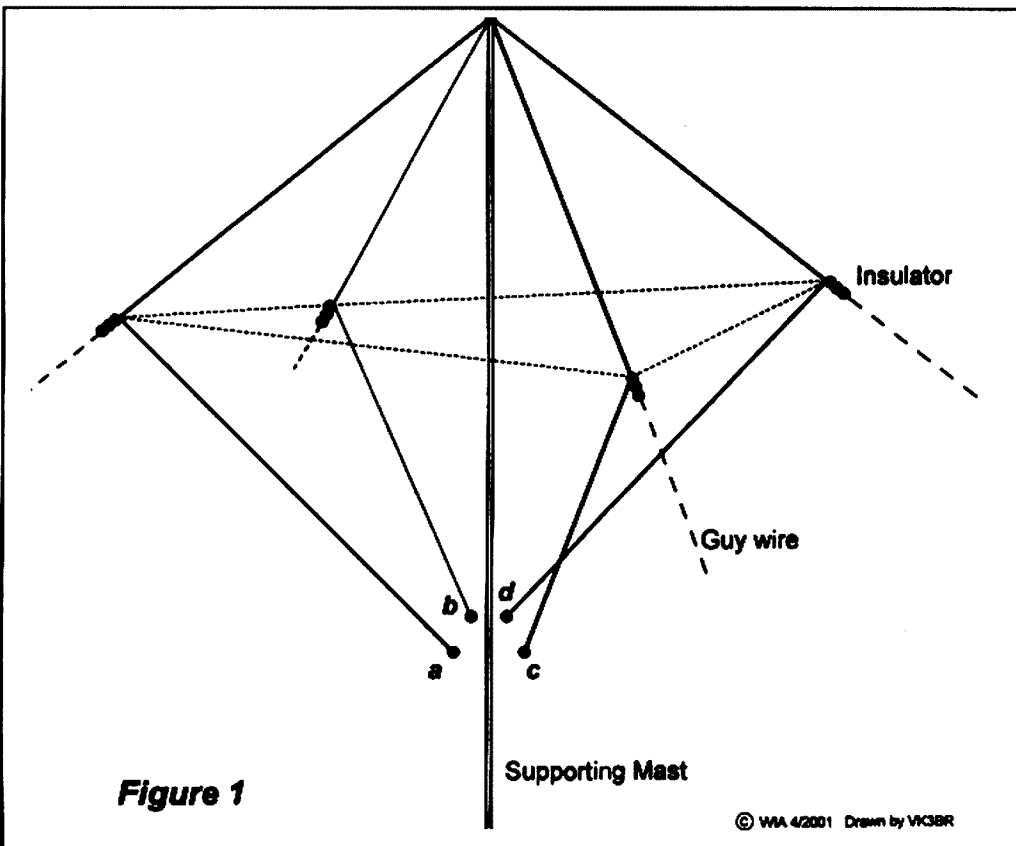 Insulator
Guy wire
b d
a c
Supporting Mast
Figure 1
© WIA 4/2001 Drawn by VK3BR